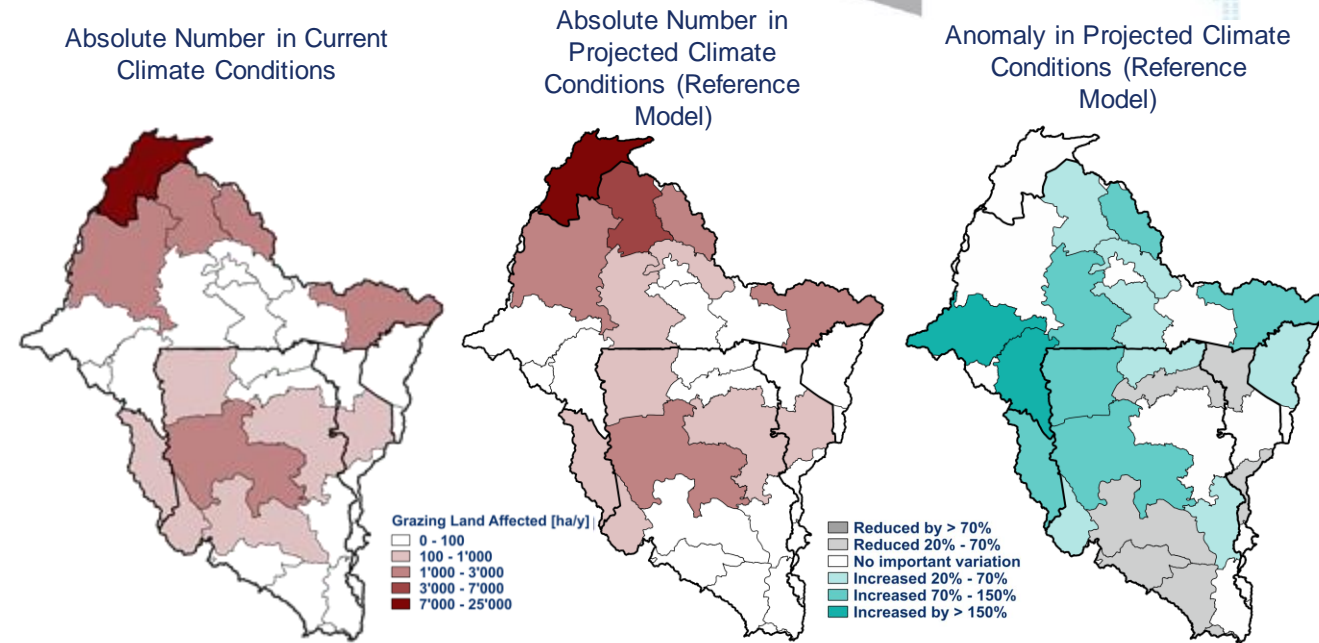 Absolute Number in Current
Climate Conditions
Absolute Number in
Projected Climate
Conditions (Reference
Model)
Anomaly in Projected Climate
Conditions (Reference
Model)
Grazing Land Affected [ha/y]
0 - 100
100 - 1'000
1'000 - 3'000
3'000 - 7'000
7'000 - 25'000
Reduced by > 70%
Reduced 20% - 70%
No important variation
Increased 20% - 70%
Increased 70% - 150%
Increased by > 150%